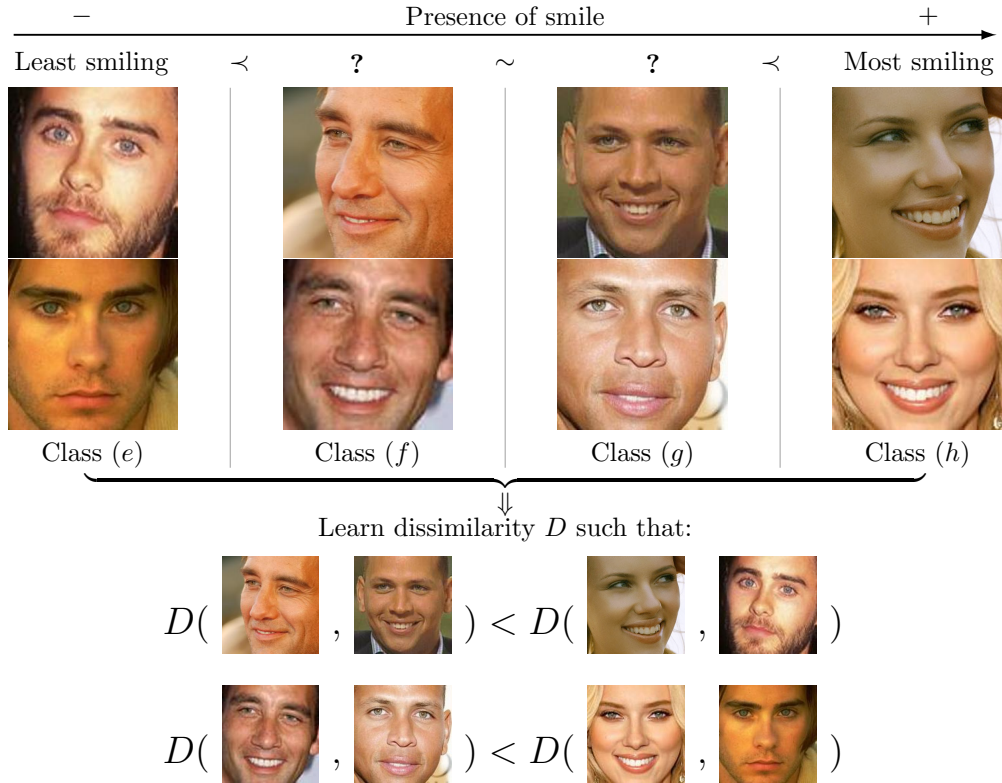 − Presence of smile +
Least smiling ≺ ? ∼ ? ≺ Most smiling
Class (e) Class (f) Class (g) Class (h)
⇓
Learn dissimilarity D such that:
D( , ) < D( , )
D( , ) < D( , )